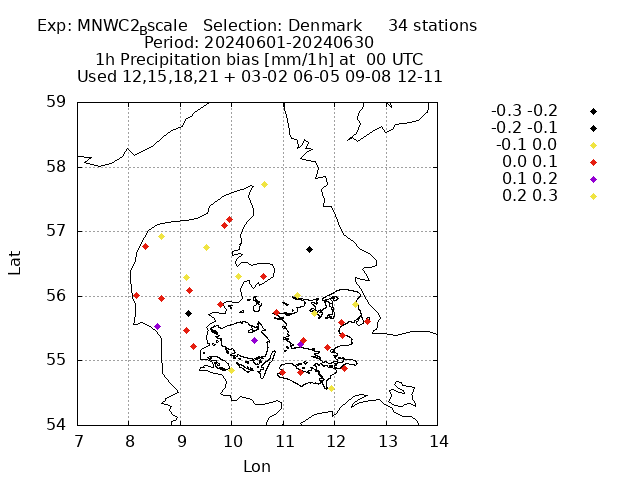 Exp: MNWC2Bscale   Selection: Denmark     34 stations
Period: 20240601-20240630
1h Precipitation bias [mm/1h] at  00 UTC
Used 12,15,18,21 + 03-02 06-05 09-08 12-11
-0.3 -0.2
-0.2 -0.1
-0.1 0.0
0.0 0.1
0.1 0.2
0.2 0.3
59
58
57
56
55
54
Lat
7 8 9 10 11 12 13 14
Lon